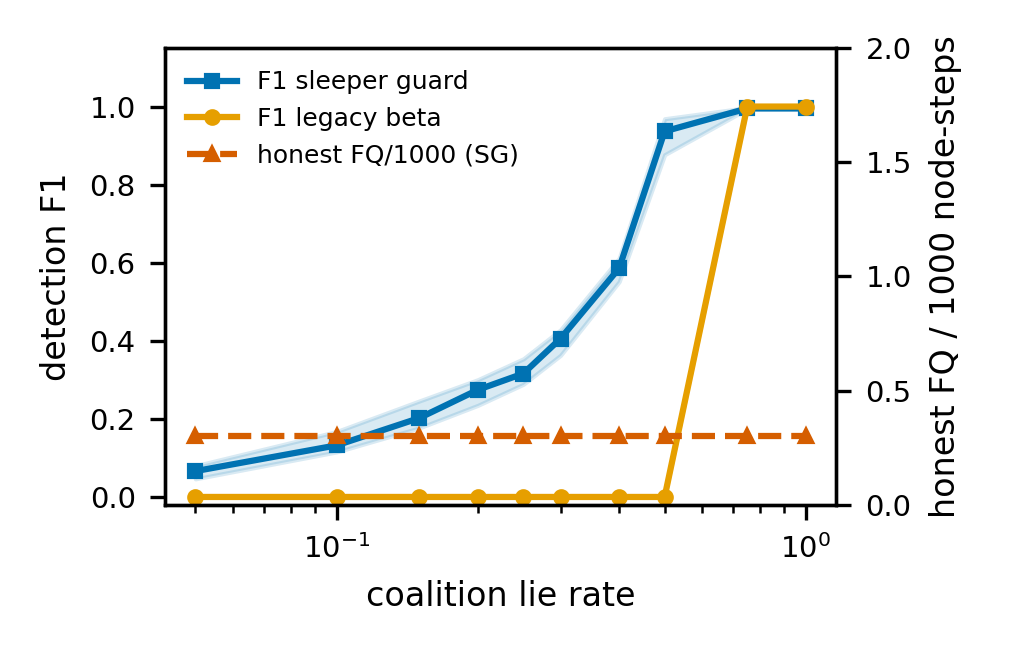 F1 sleeper guard
F1 legacy beta
honest FQ/1000 (SG)
detection F1
1.0
0.8
0.6
0.4
0.2
0.0
2.0
1.5
1.0
0.5
0.0
honest FQ / 1000 node-steps
10⁻¹
10⁰
coalition lie rate